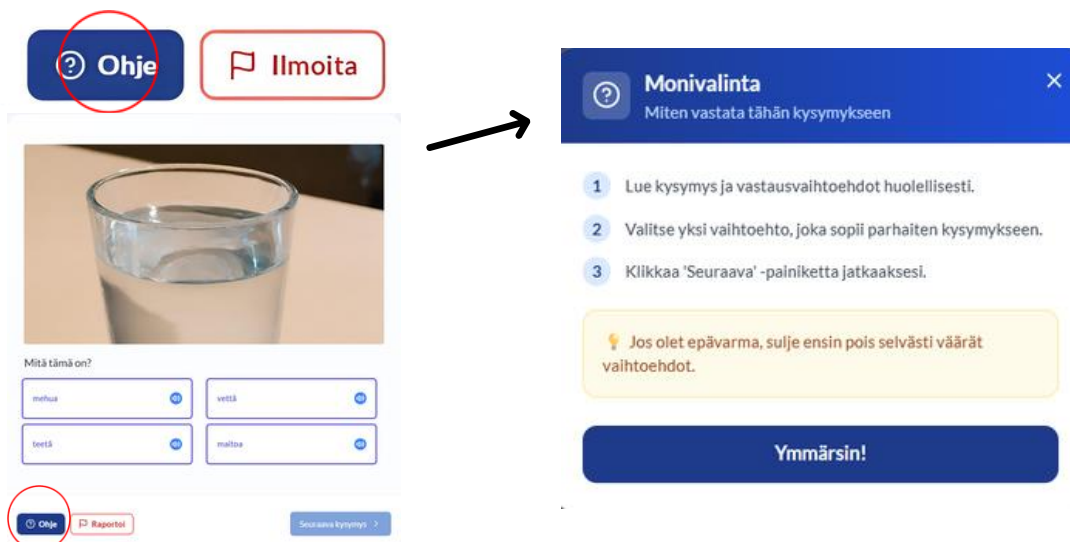 Ohje
Ilmoita
Mitä tämä on?
mehua
vettä
teetä
maitoa
Ohje
Raportoi
Seuraava kysymys
Monivalinta
Miten vastata tähän kysymykseen
1 Lue kysymys ja vastausvaihtoehdot huolellisesti.
2 Valitse yksi vaihtoehto, joka sopii parhaiten kysymykseen.
3 Klikkaa 'Seuraava' -painiketta jatkaaksesi.
Jos olet epävarma, sulje ensin pois selvästi väärät
vaihtoehdot.
Ymmärsin!